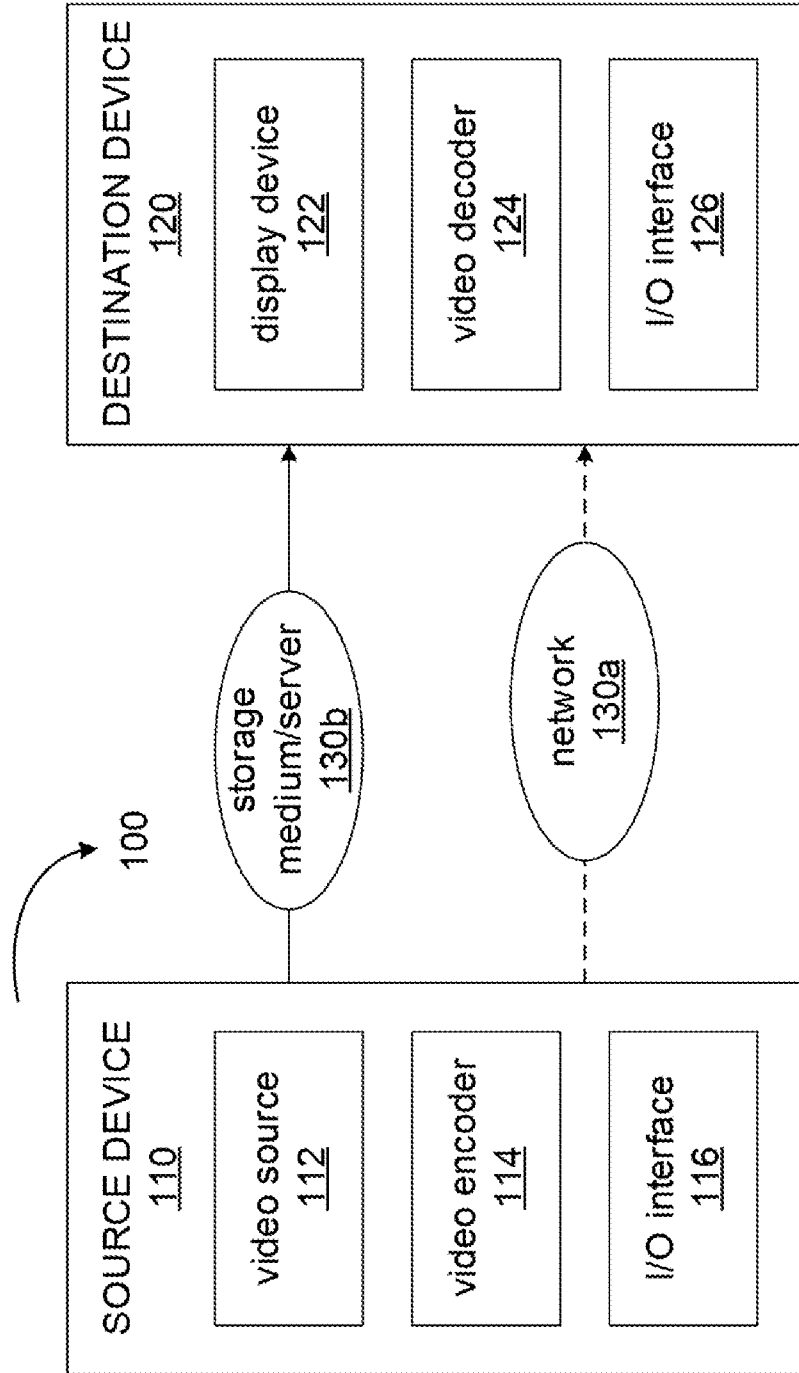 100
SOURCE DEVICE
110
video source
112
video encoder
114
I/O interface
116
storage
medium/server
130b
network
130a
DESTINATION DEVICE
120
display device
122
video decoder
124
I/O interface
126